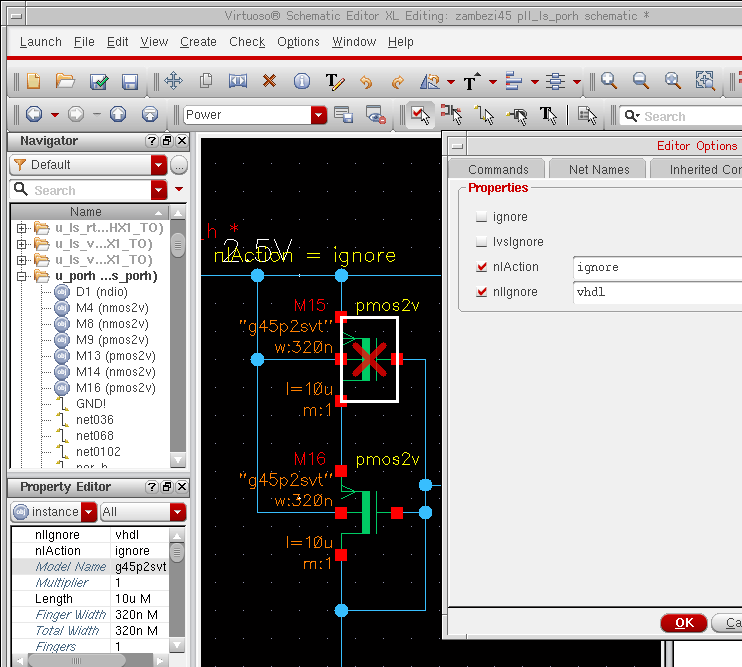 Virtuoso® Schematic Editor XL Editing: zambezi45 pll_ls_porh schematic *
Launch File Edit View Create Check Options Window Help
Power
Search
Navigator
Default
Search
Name
u_ls_rt...HX1_TO)
u_ls_v...X1_TO)
u_ls_v...X1_TO)
u_porh ...s_porh)
D1 (ndio)
M4 (nmos2v)
M8 (nmos2v)
M9 (pmos2v)
M13 (pmos2v)
M14 (nmos2v)
M16 (pmos2v)
GND!
net036
net068
net0102
por_h
Property Editor
instance All
nlIgnore vhdl
nlAction ignore
Model Name g45p2svt
Multiplier 1
Length 10u M
Finger Width 320n M
Total Width 320n M
Fingers 1
_h *
2.5V
nlAction = ignore
M15 pmos2v
"g45p2svt"
w:320n
l=10u
m:1
M16 pmos2v
"g45p2svt"
w:320n
l=10u
m:1
Editor Options
Commands Net Names Inherited Con
Properties
ignore
lvsIgnore
nlAction ignore
nlIgnore vhdl
OK Ca